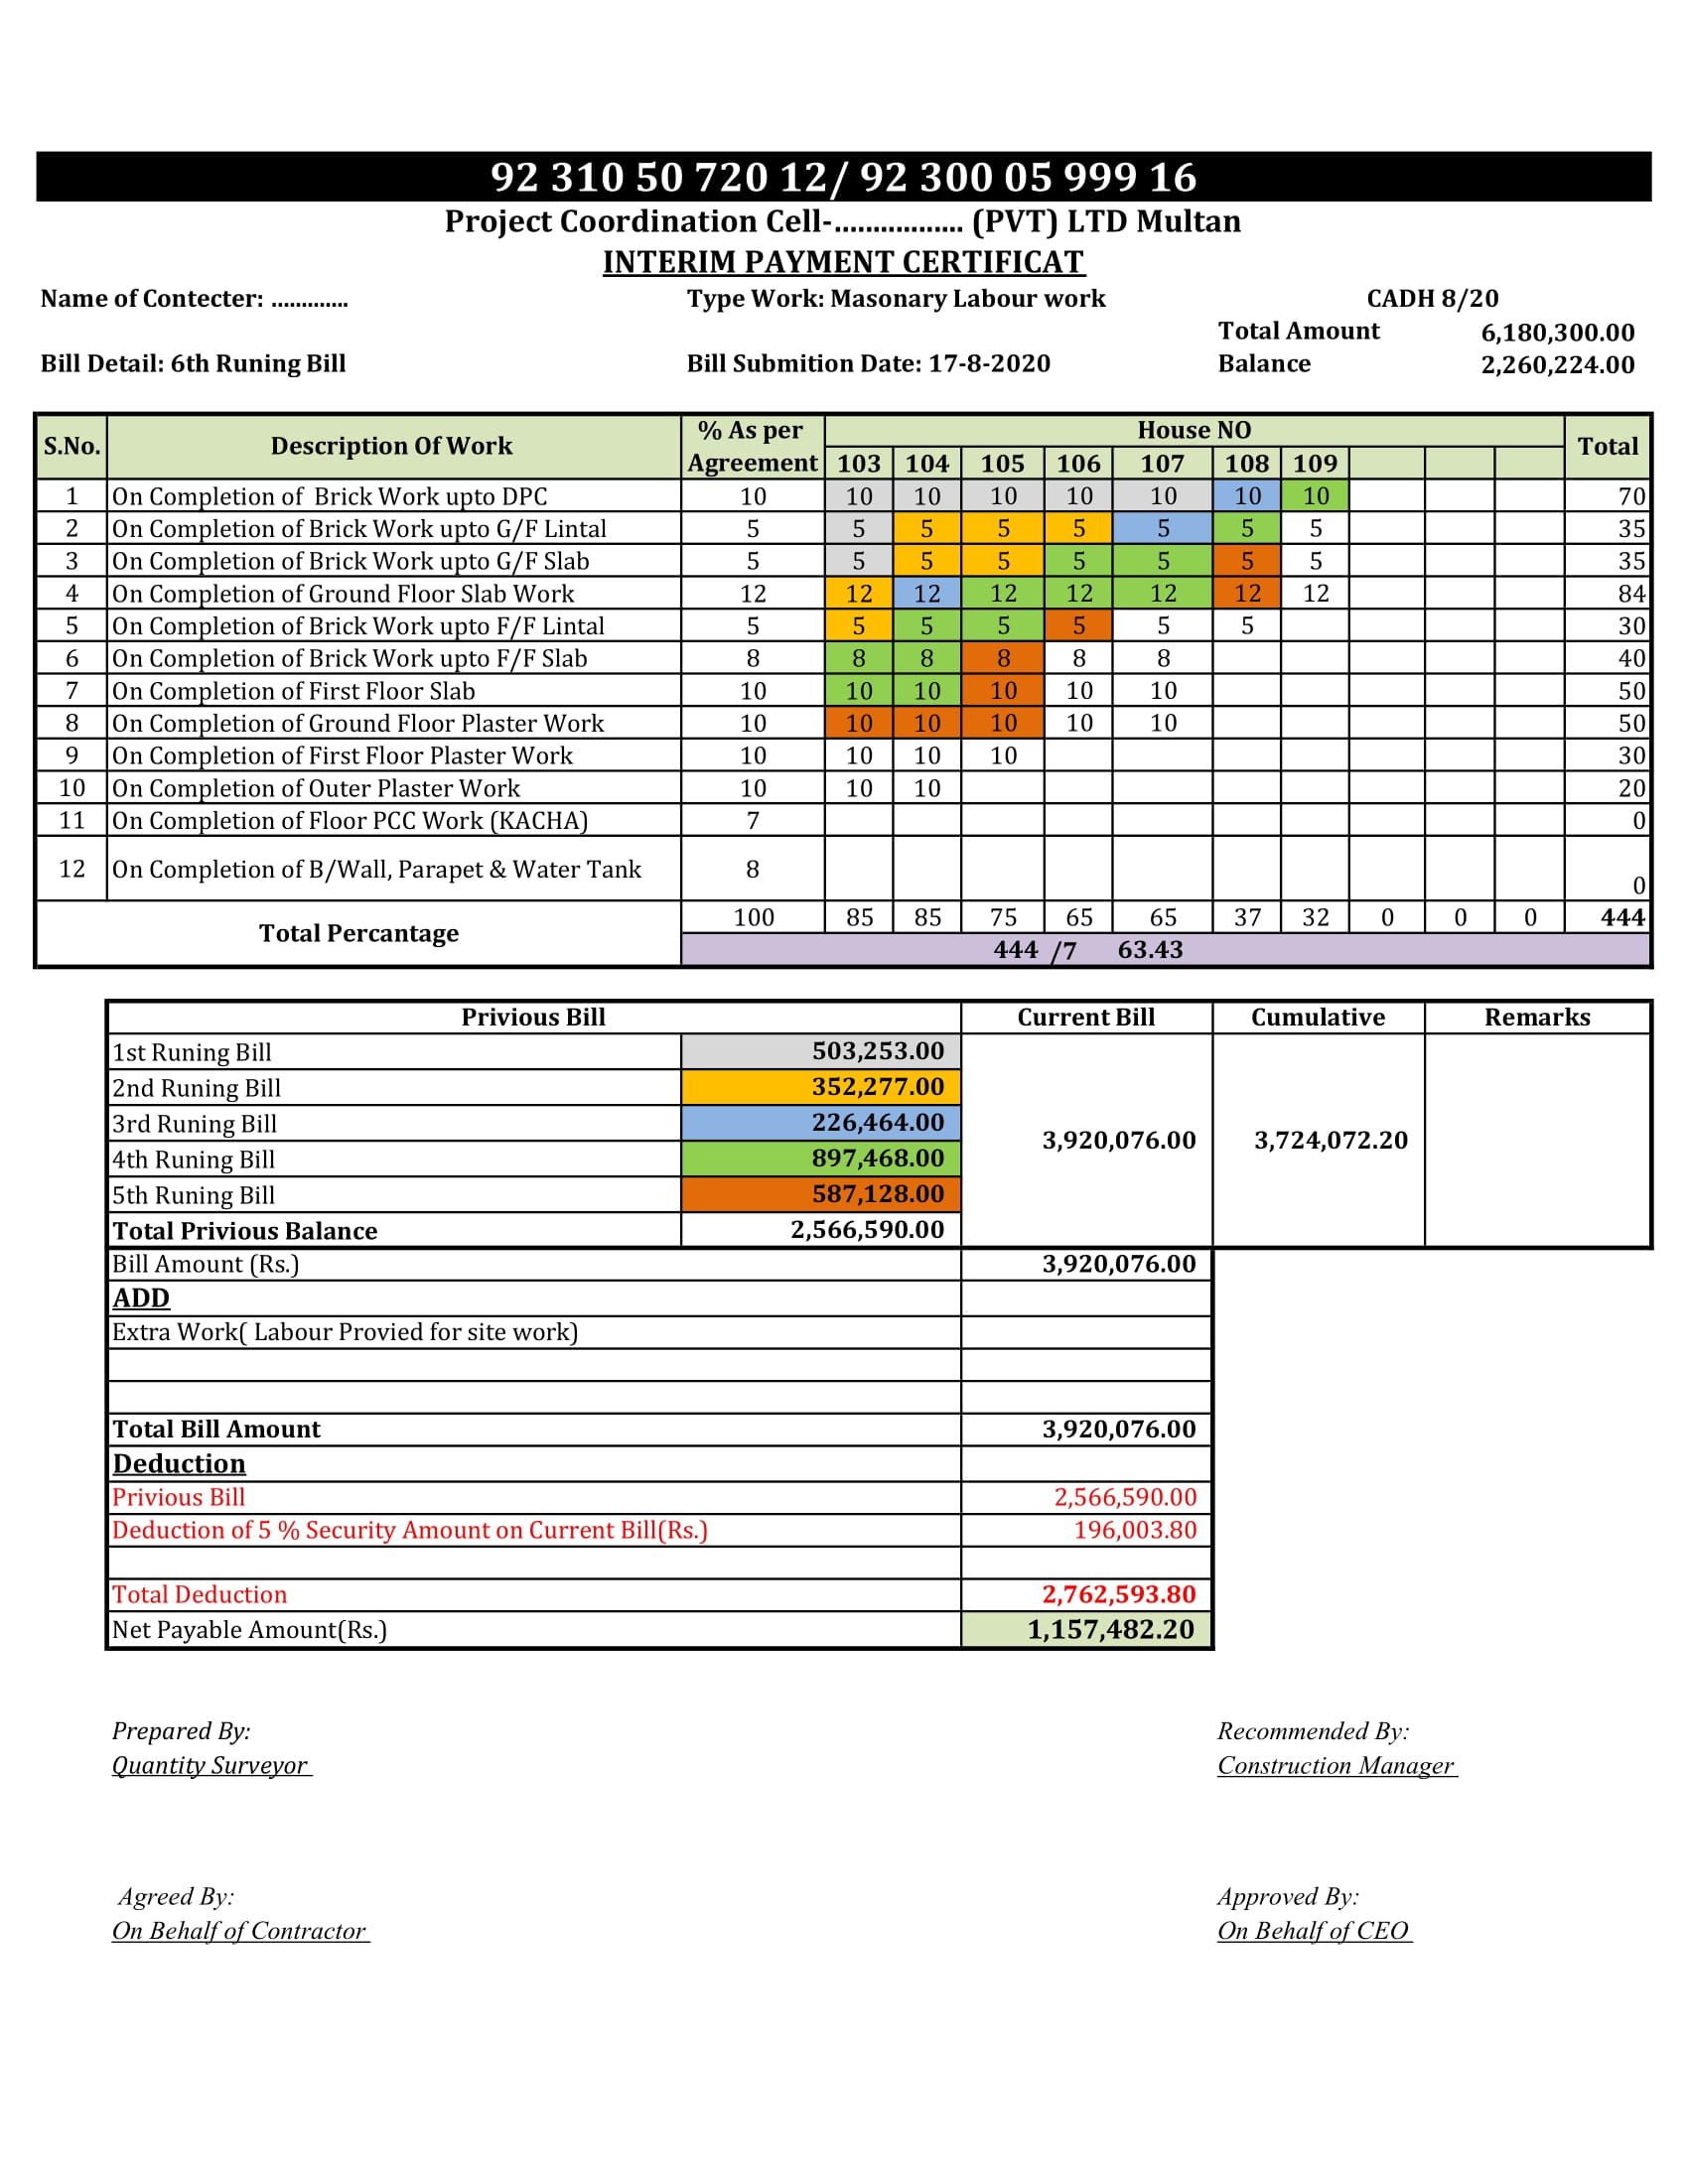 92 310 50 720 12/ 92 300 05 999 16
Project Coordination Cell-................. (PVT) LTD Multan
INTERIM PAYMENT CERTIFICAT
Name of Contecter: ............. Type Work: Masonary Labour work CADH 8/20
Total Amount 6,180,300.00
Bill Detail: 6th Runing Bill Bill Submition Date: 17-8-2020 Balance 2,260,224.00
S.No. Description Of Work % As per Agreement House NO Total
103 104 105 106 107 108 109
1 On Completion of Brick Work upto DPC 10 10 10 10 10 10 10 10 70
2 On Completion of Brick Work upto G/F Lintal 5 5 5 5 5 5 5 5 35
3 On Completion of Brick Work upto G/F Slab 5 5 5 5 5 5 5 5 35
4 On Completion of Ground Floor Slab Work 12 12 12 12 12 12 12 12 84
5 On Completion of Brick Work upto F/F Lintal 5 5 5 5 5 5 5 30
6 On Completion of Brick Work upto F/F Slab 8 8 8 8 8 8 40
7 On Completion of First Floor Slab 10 10 10 10 10 10 50
8 On Completion of Ground Floor Plaster Work 10 10 10 10 10 10 50
9 On Completion of First Floor Plaster Work 10 10 10 10 30
10 On Completion of Outer Plaster Work 10 10 10 20
11 On Completion of Floor PCC Work (KACHA) 7 0
12 On Completion of B/Wall, Parapet & Water Tank 8 0
Total Percantage 100 85 85 75 65 65 37 32 0 0 0 444
444 /7 63.43
Privious Bill Current Bill Cumulative Remarks
1st Runing Bill 503,253.00
2nd Runing Bill 352,277.00
3rd Runing Bill 226,464.00
3,920,076.00 3,724,072.20
4th Runing Bill 897,468.00
5th Runing Bill 587,128.00
Total Privious Balance 2,566,590.00
Bill Amount (Rs.) 3,920,076.00
ADD
Extra Work( Labour Provied for site work)
Total Bill Amount 3,920,076.00
Deduction
Privious Bill 2,566,590.00
Deduction of 5 % Security Amount on Current Bill(Rs.) 196,003.80
Total Deduction 2,762,593.80
Net Payable Amount(Rs.) 1,157,482.20
Prepared By: Recommended By:
Quantity Surveyor Construction Manager
Agreed By: Approved By:
On Behalf of Contractor On Behalf of CEO